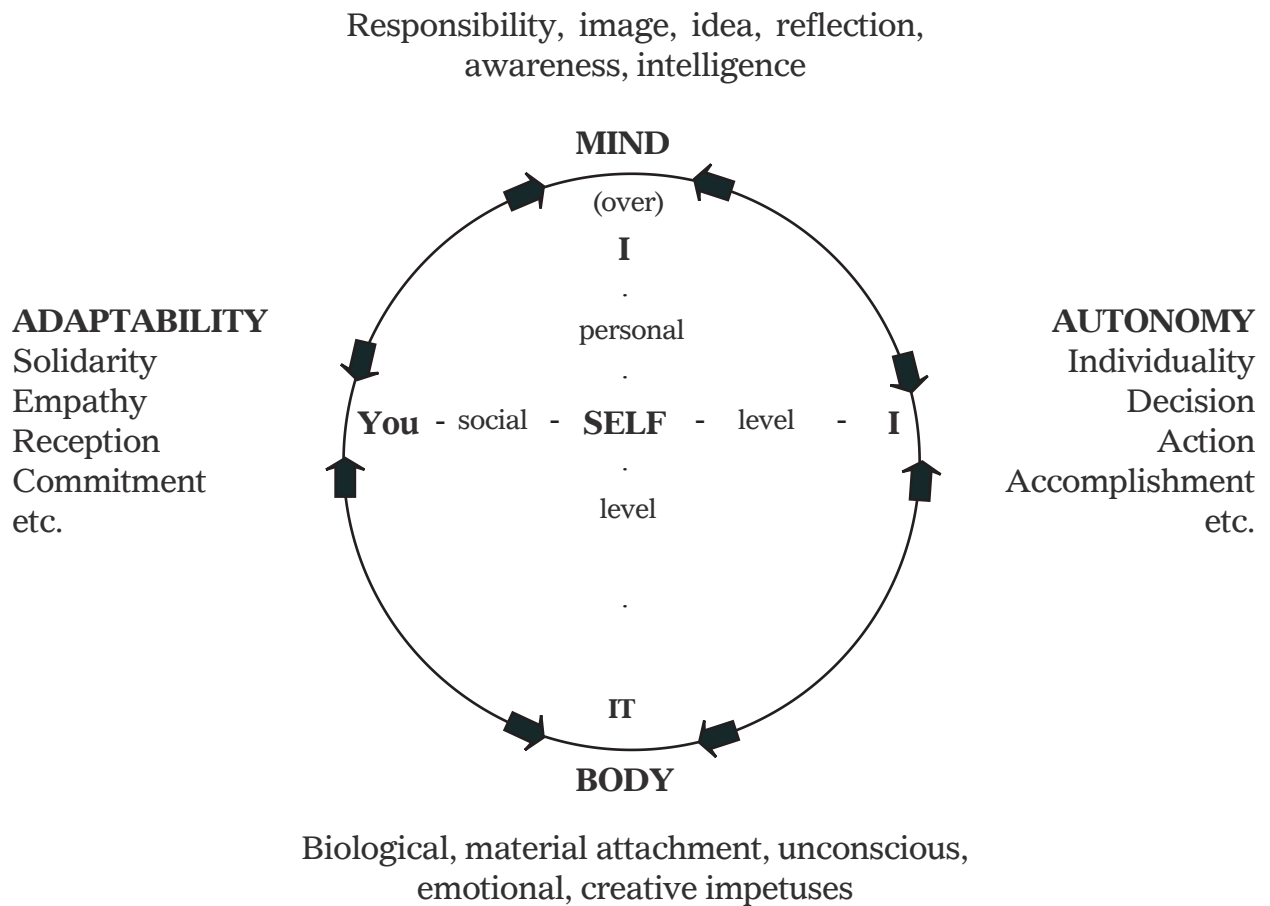 Responsibility, image, idea, reflection,
awareness, intelligence
MIND
(over)
I
.
personal
.
ADAPTABILITY
Solidarity
Empathy
Reception
Commitment
etc.
You - social - SELF - level - I
AUTONOMY
Individuality
Decision
Action
Accomplishment
etc.
.
level
.
IT
BODY
Biological, material attachment, unconscious,
emotional, creative impetuses